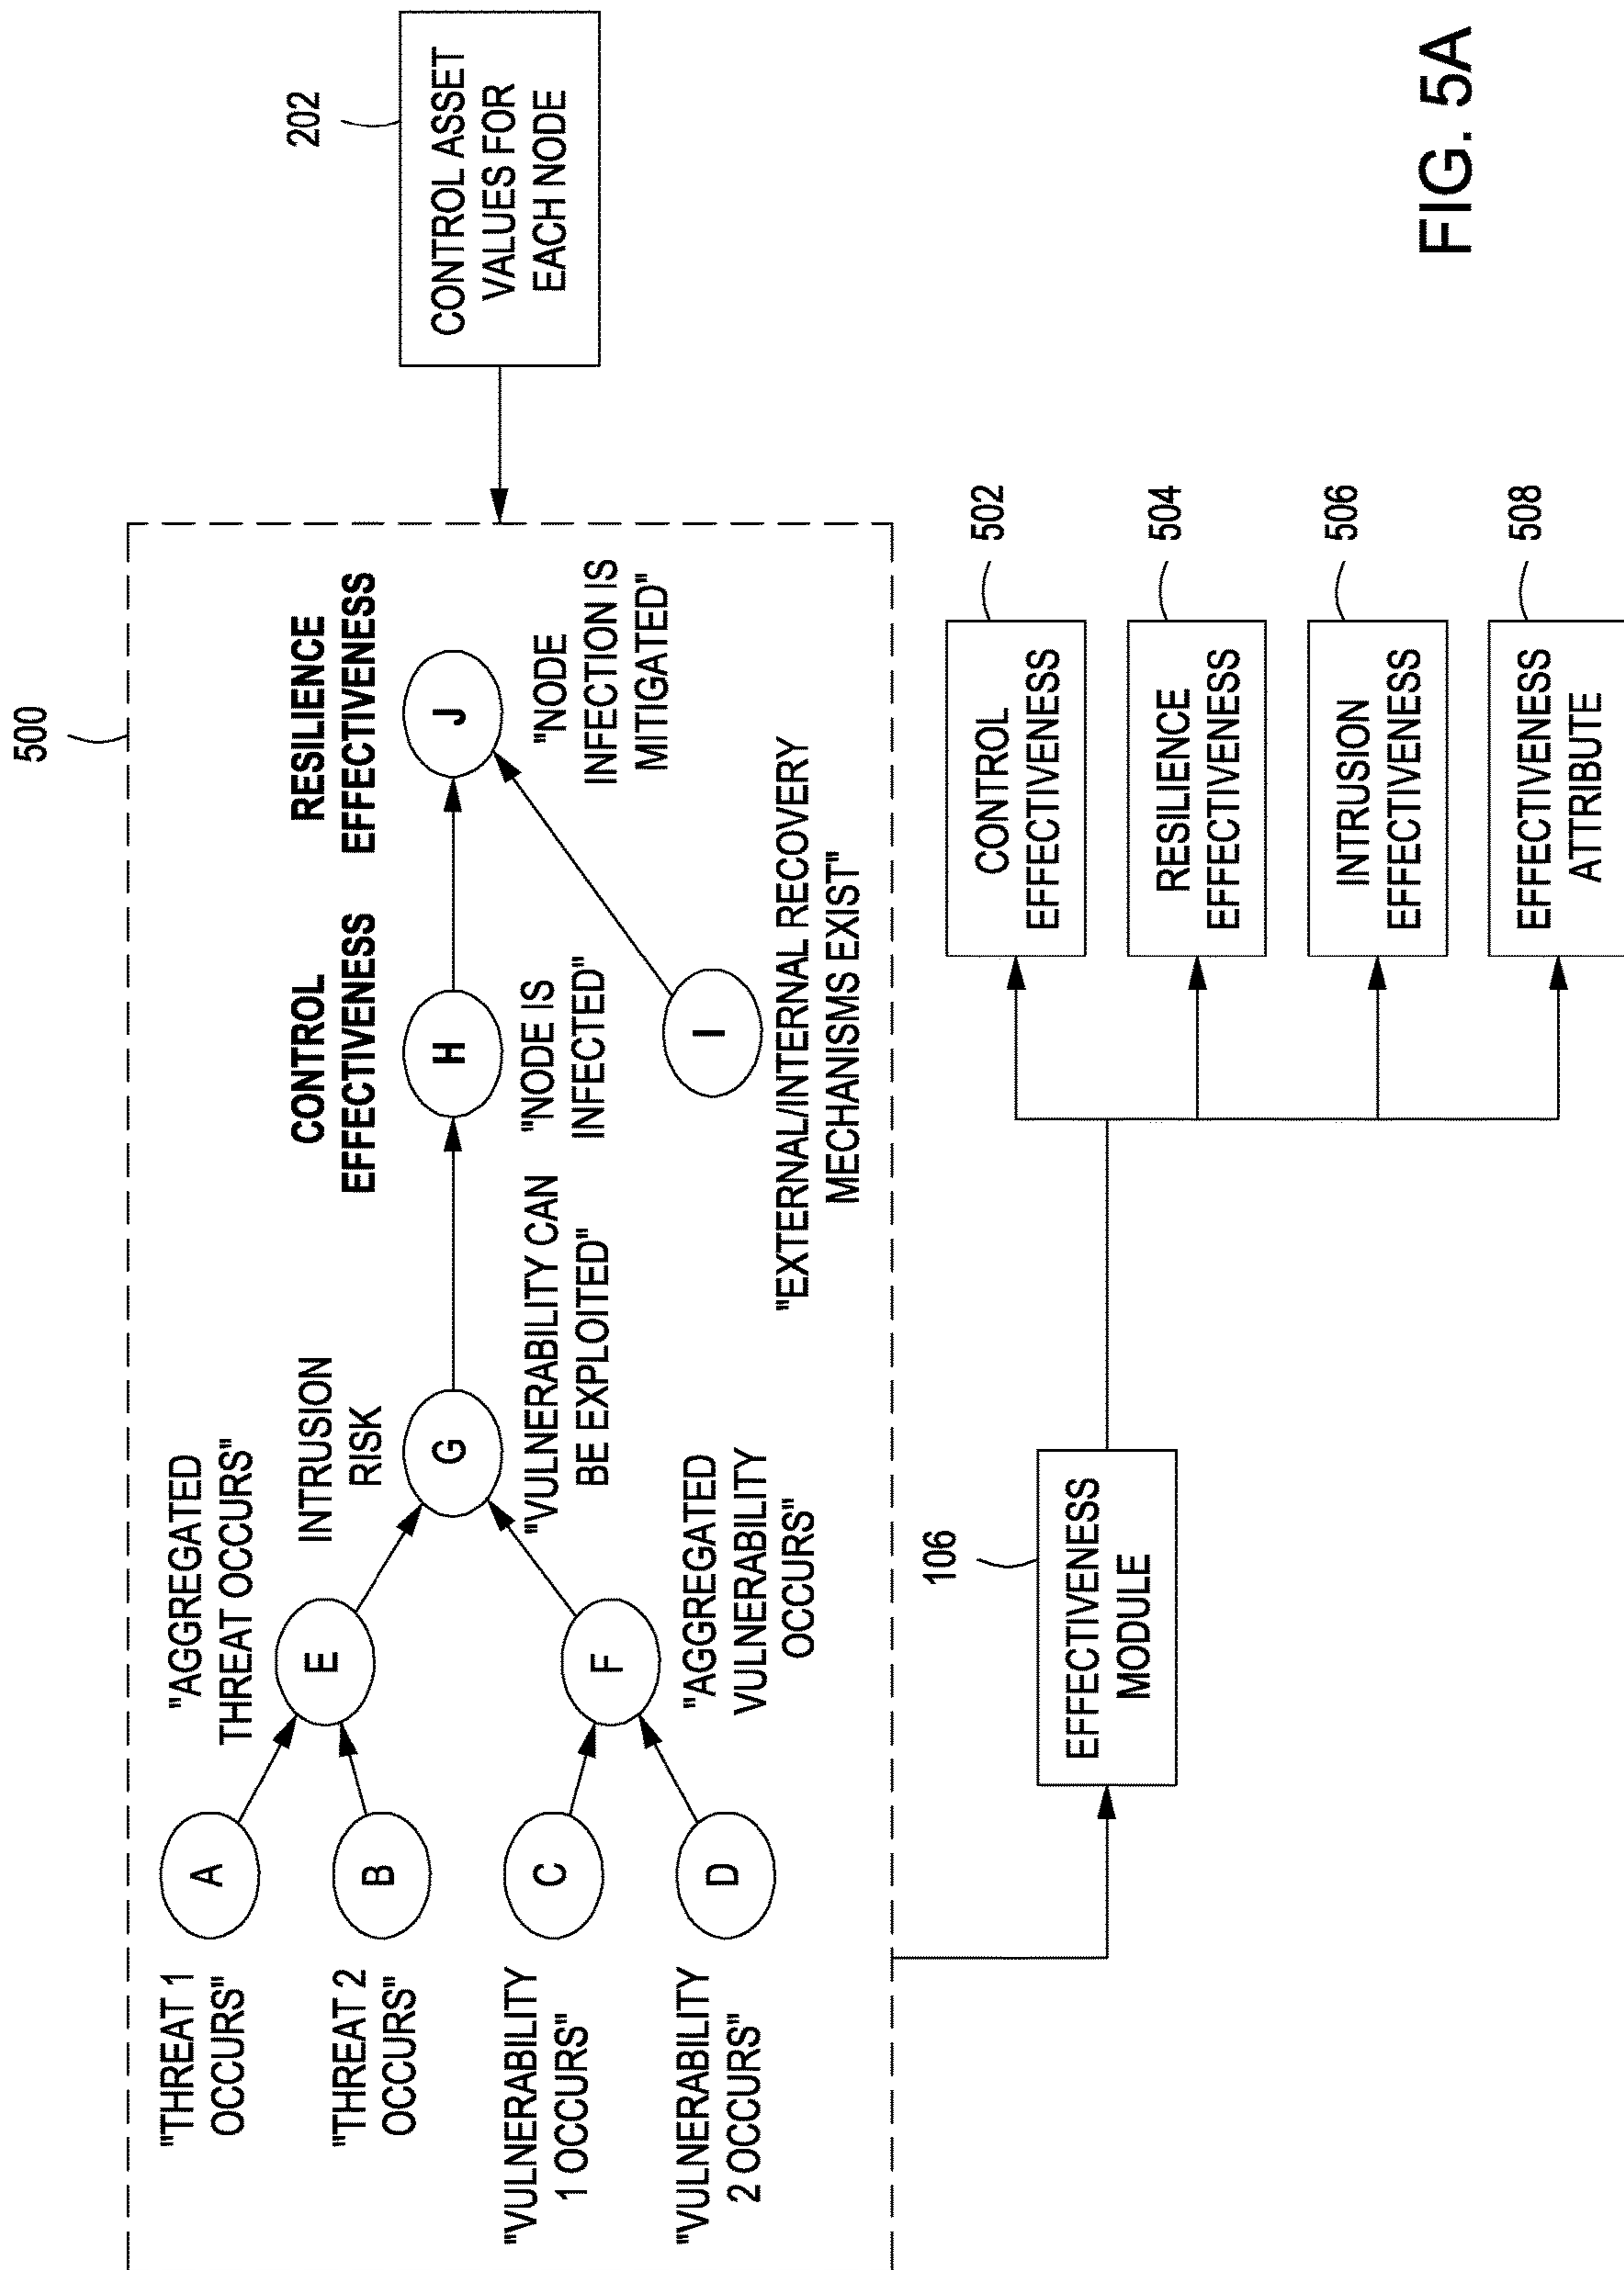 500
"THREAT 1
OCCURS"
A
"THREAT 2
OCCURS"
B
"VULNERABILITY
1 OCCURS"
C
"VULNERABILITY
2 OCCURS"
D
"AGGREGATED
THREAT OCCURS"
E
F
"AGGREGATED
VULNERABILITY
OCCURS"
INTRUSION
RISK
G
"VULNERABILITY CAN
BE EXPLOITED"
CONTROL
EFFECTIVENESS
H
"NODE IS
INFECTED"
I
"EXTERNAL/INTERNAL RECOVERY
MECHANISMS EXIST"
RESILIENCE
EFFECTIVENESS
J
"NODE
INFECTION IS
MITIGATED"
202
CONTROL ASSET
VALUES FOR
EACH NODE
106
EFFECTIVENESS
MODULE
CONTROL
EFFECTIVENESS
502
RESILIENCE
EFFECTIVENESS
504
INTRUSION
EFFECTIVENESS
506
EFFECTIVENESS
ATTRIBUTE
508
FIG. 5A